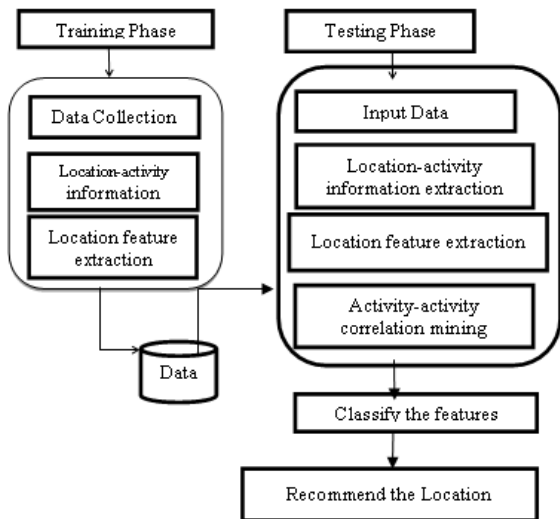 Training Phase
Data Collection
Location-activity
information
Location feature
extraction
Data
Testing Phase
Input Data
Location-activity
information extraction
Location feature extraction
Activity-activity
correlation mining
Classify the features
Recommend the Location